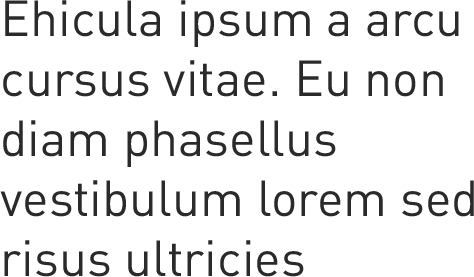 Ehicula ipsum a arcu
cursus vitae. Eu non
diam phasellus
vestibulum lorem sed
risus ultricies